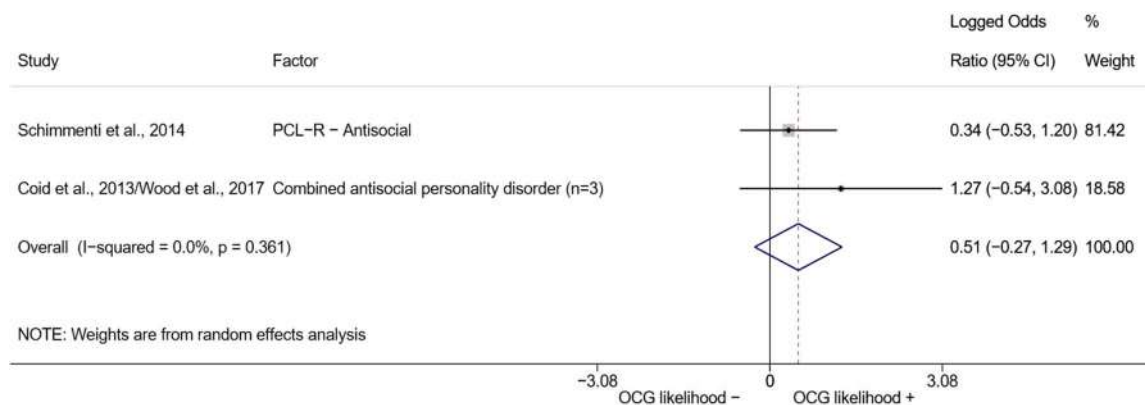 Logged Odds %
Study Factor Ratio (95% CI) Weight
Schimmenti et al., 2014 PCL−R − Antisocial 0.34 (−0.53, 1.20) 81.42
Coid et al., 2013/Wood et al., 2017 Combined antisocial personality disorder (n=3) 1.27 (−0.54, 3.08) 18.58
Overall (I−squared = 0.0%, p = 0.361) 0.51 (−0.27, 1.29) 100.00
NOTE: Weights are from random effects analysis
−3.08 0 3.08
OCG likelihood − OCG likelihood +